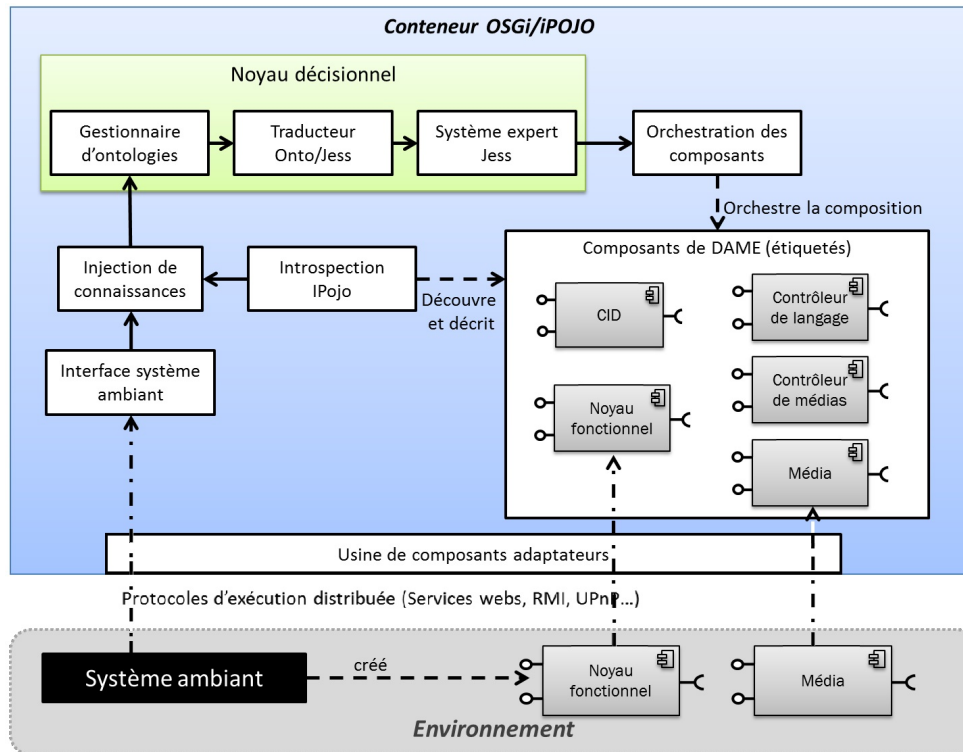 Conteneur OSGi/iPOJO
Noyau décisionnel
Gestionnaire
d'ontologies
Traducteur
Onto/Jess
Système expert
Jess
Orchestration des
composants
Orchestre la composition
Injection de
connaissances
Introspection
IPojo
Découvre
et décrit
Composants de DAME (étiquetés)
CID
Contrôleur
de langage
Interface système
ambiant
Noyau
fonctionnel
Contrôleur
de médias
Média
Usine de composants adaptateurs
Protocoles d'exécution distribuée (Services webs, RMI, UPnP...)
Système ambiant
créé
Noyau
fonctionnel
Média
Environnement